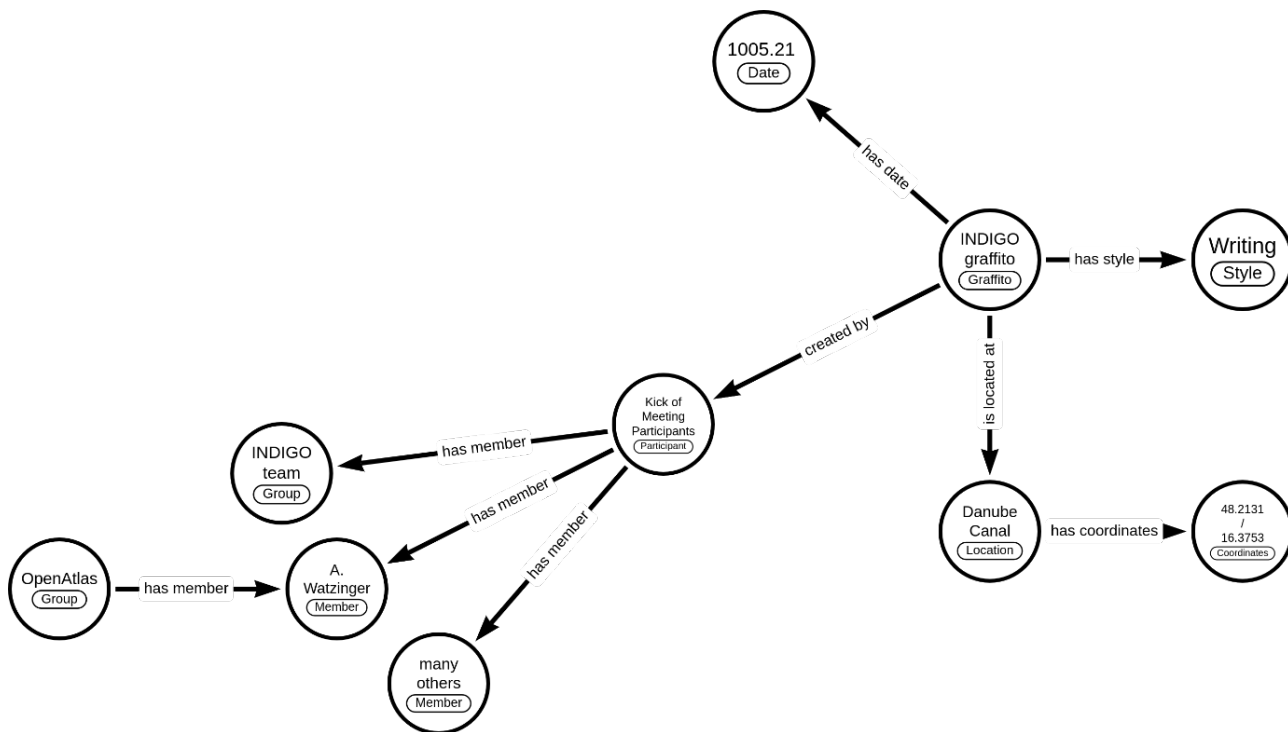 1005.21
Date
has date
INDIGO
graffito
Graffito
has style
Writing
Style
created by
is located at
Kick of
Meeting
Participants
Participant
has member
INDIGO
team
Group
has member
has member
Danube
Canal
Location
has coordinates
48.2131
/
16.3753
Coordinates
OpenAtlas
Group
has member
A.
Watzinger
Member
many
others
Member